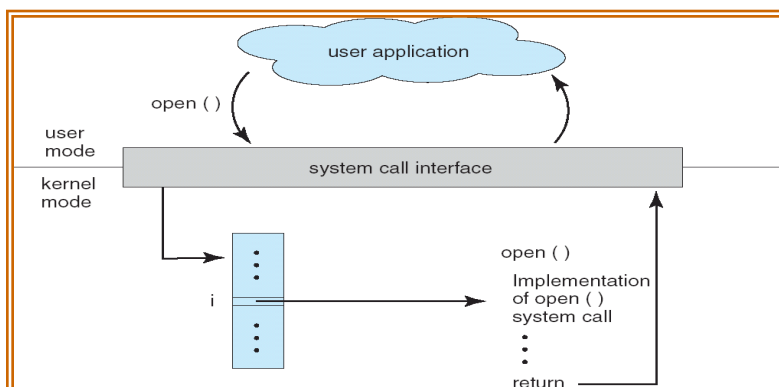 user application
open ( )
user
mode
system call interface
kernel
mode
open ( )
Implementation
of open ( )
system call
i
return